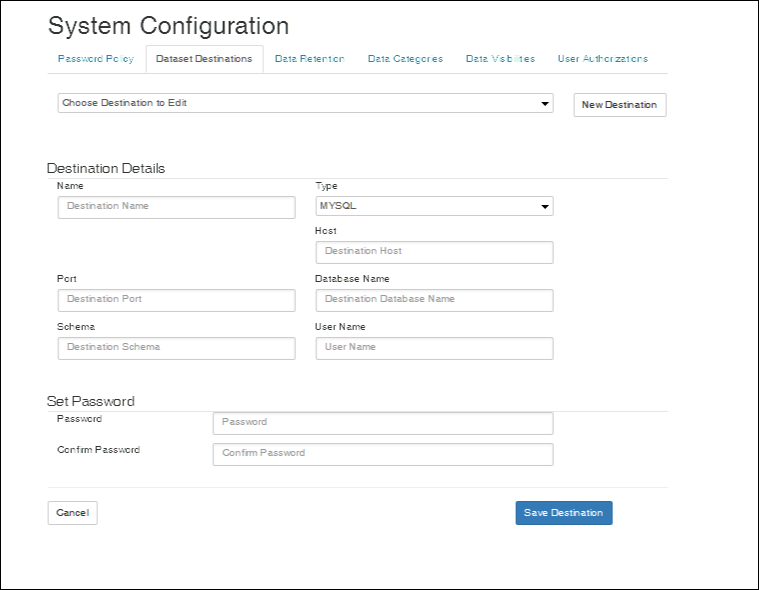 System Configuration
Password Policy Dataset Destinations Data Retention Data Categories Data Visibilities User Authorizations
Choose Destination to Edit New Destination
Destination Details
Name Type
Destination Name MYSQL
Host
Destination Host
Port Database Name
Destination Port Destination Database Name
Schema User Name
Destination Schema User Name
Set Password
Password Password
Confirm Password Confirm Password
Cancel Save Destination